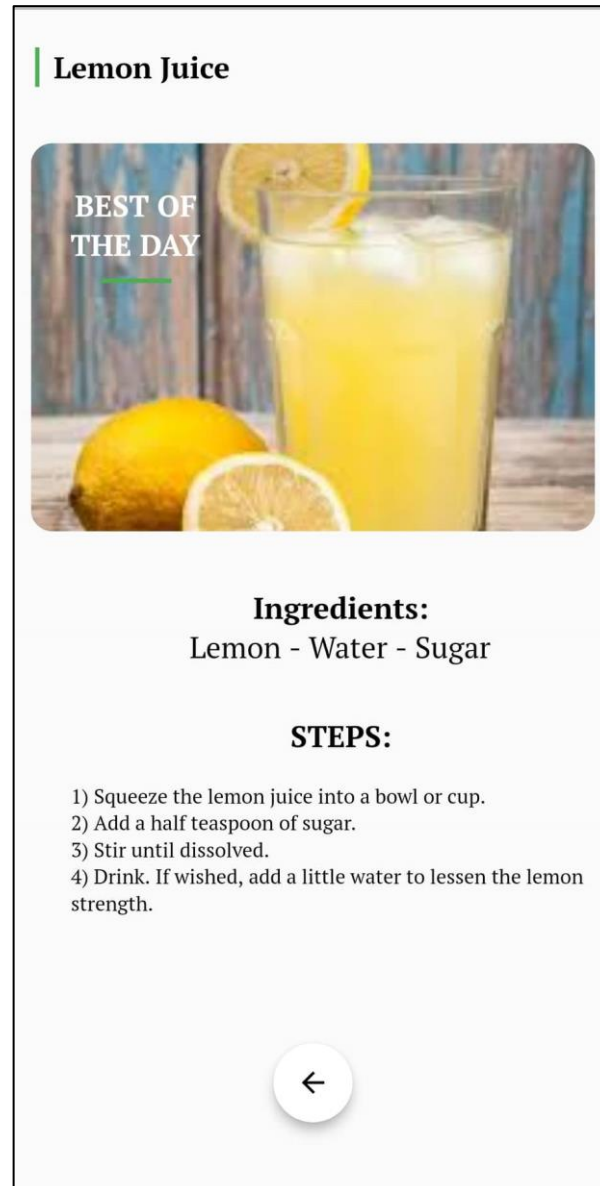 Lemon Juice
BEST OF
THE DAY
Ingredients:
Lemon - Water - Sugar
STEPS:
1) Squeeze the lemon juice into a bowl or cup.
2) Add a half teaspoon of sugar.
3) Stir until dissolved.
4) Drink. If wished, add a little water to lessen the lemon
strength.